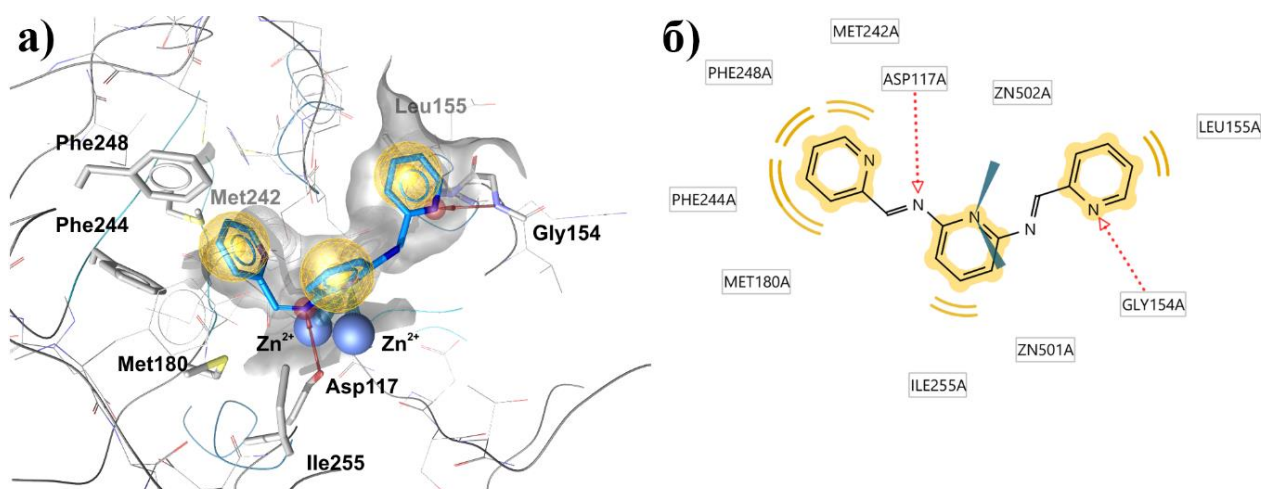 а)
Phe248
Leu155
Met242
Phe244
Gly154
Zn2+
Zn2+
Met180
Asp117
Ile255
б)
MET242A
PHE248A
ASP117A
ZN502A
LEU155A
N
PHE244A
N
N
N
N
MET180A
GLY154A
ZN501A
ILE255A